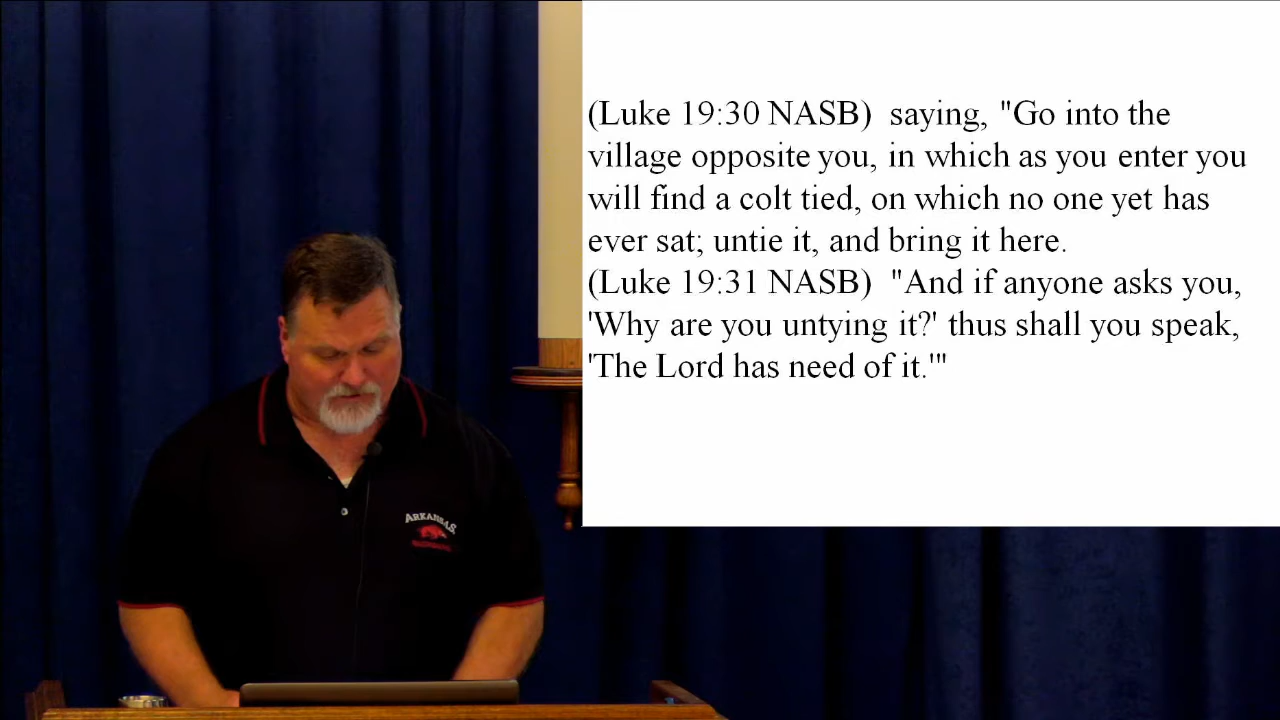 (Luke 19:30 NASB)  saying, "Go into the
village opposite you, in which as you enter you
will find a colt tied, on which no one yet has
ever sat; untie it, and bring it here.
(Luke 19:31 NASB)  "And if anyone asks you,
'Why are you untying it?' thus shall you speak,
'The Lord has need of it.'"
ARKANSAS